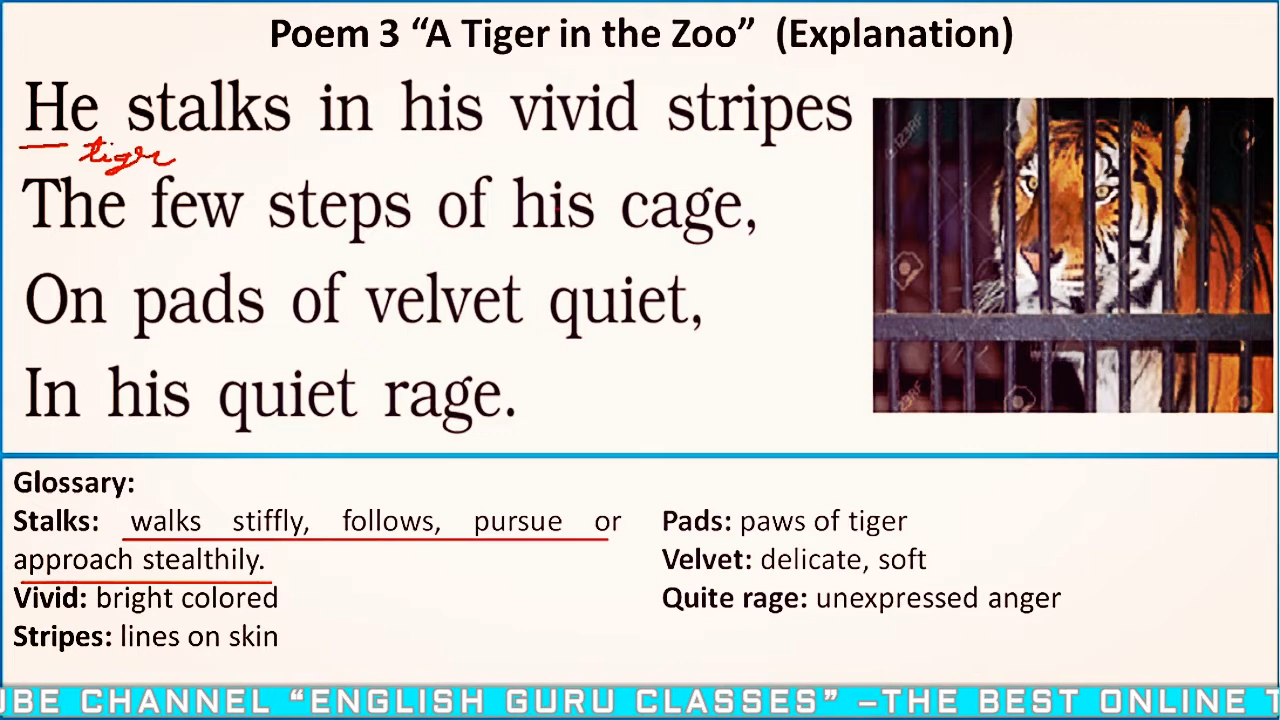 Poem 3 “A Tiger in the Zoo” (Explanation)
He stalks in his vivid stripes
tiger
The few steps of his cage,
On pads of velvet quiet,
In his quiet rage.
123RF
123RF
Glossary:
Stalks: walks stiffly, follows, pursue or
approach stealthily.
Vivid: bright colored
Stripes: lines on skin
Pads: paws of tiger
Velvet: delicate, soft
Quite rage: unexpressed anger
UBE CHANNEL “ENGLISH GURU CLASSES” –THE BEST ONLINE T